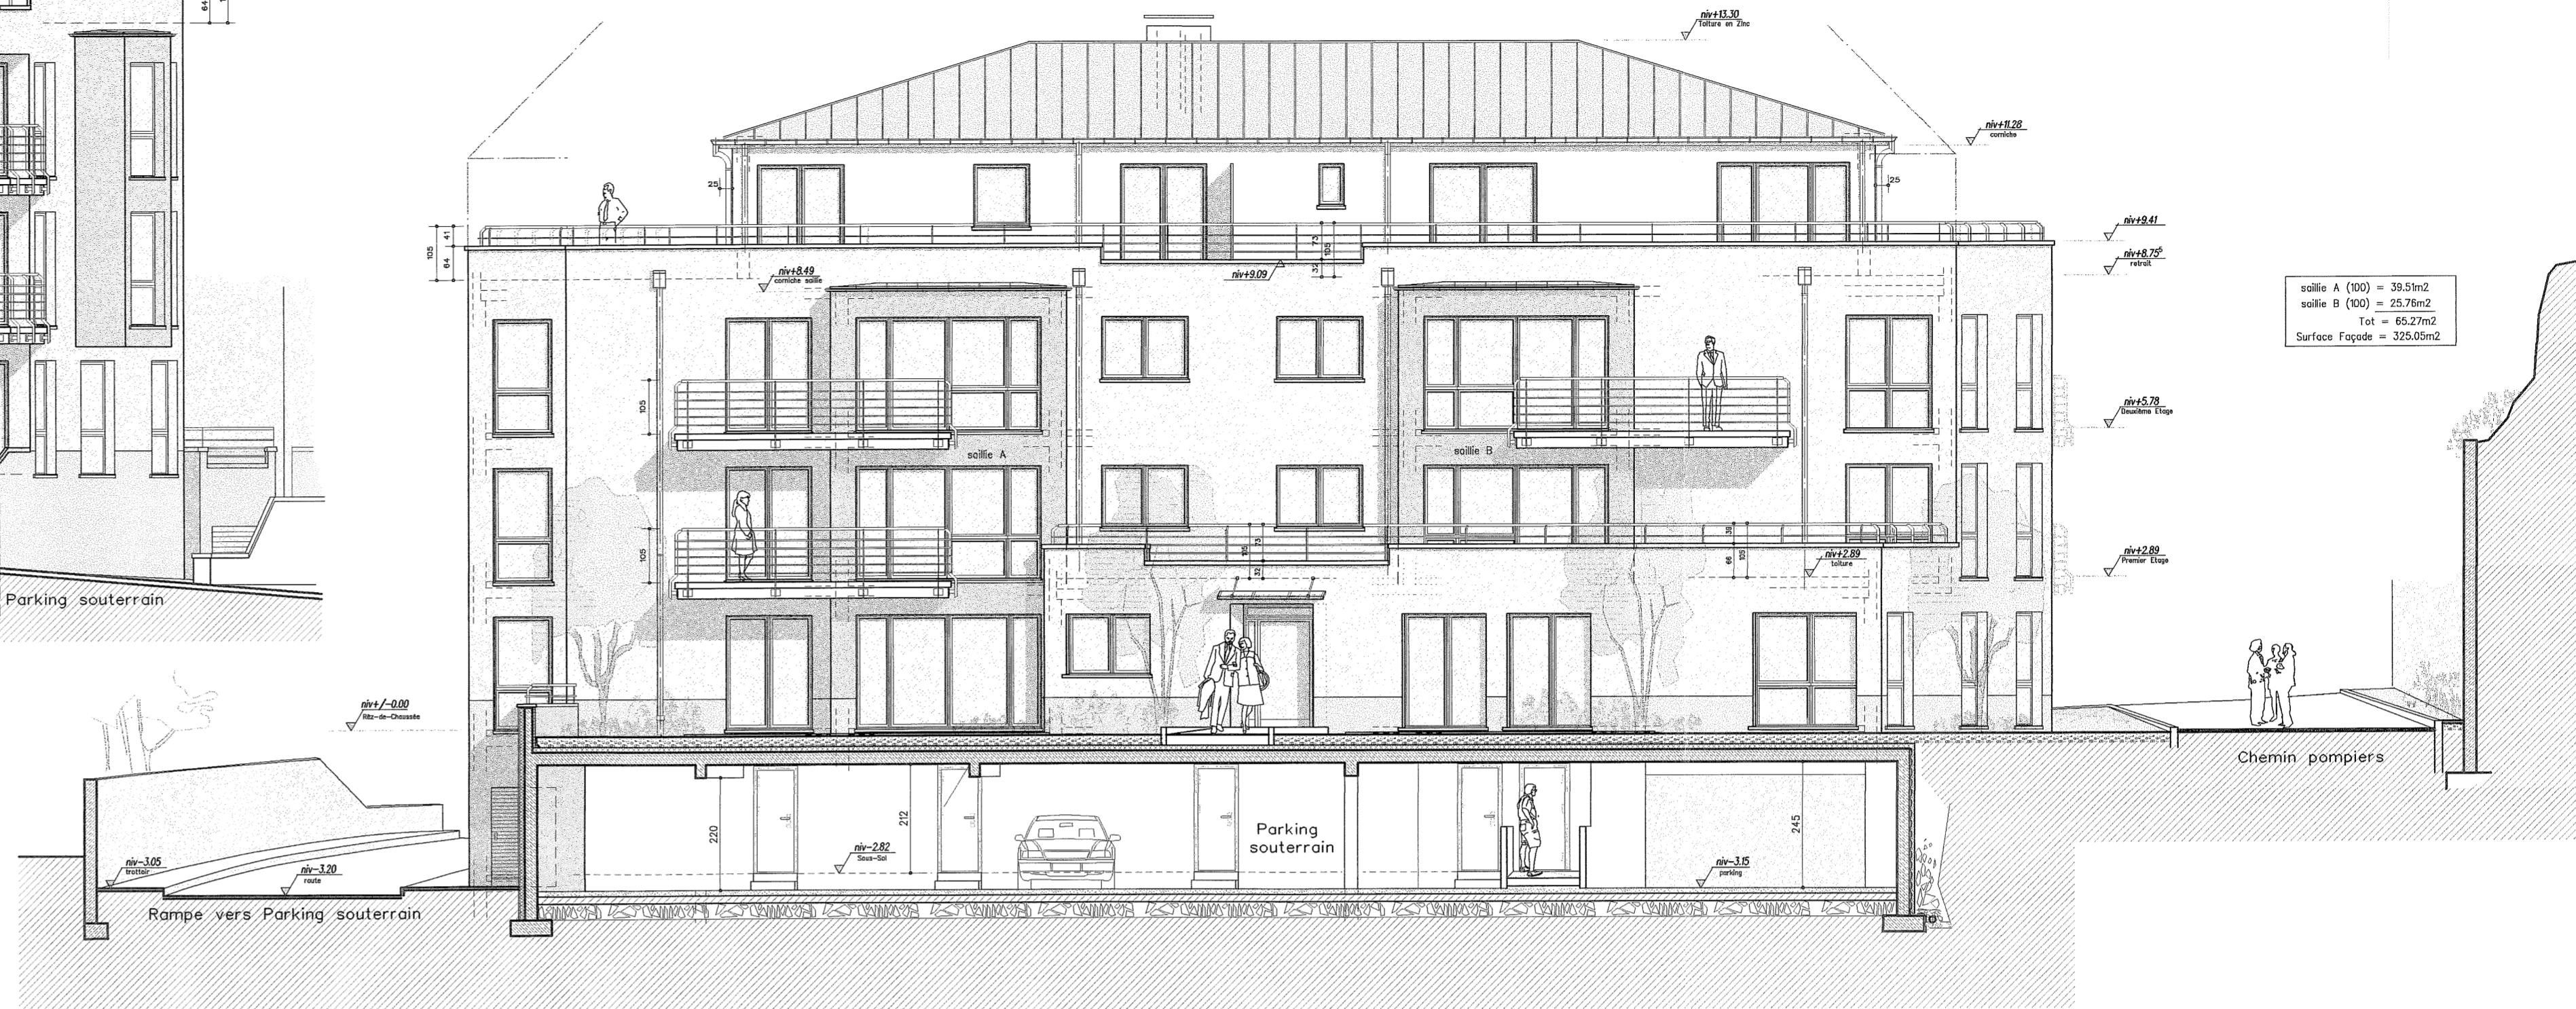 64
niv+13.30
Toiture en Zinc
niv+11.28
corniche
25
25
niv+9.41
niv+8.75⁵
retrait
105
41
64
73
105
32
niv+8.49
corniche saillie
niv+9.09
saillie A (100) = 39.51m2
saillie B (100) = 25.76m2
Tot = 65.27m2
Surface Façade = 325.05m2
105
niv+5.78
Deuxième Etage
saillie A
saillie B
105
105
73
32
39
66
105
niv+2.89
toiture
niv+2.89
Premier Etage
Parking souterrain
niv+/-0.00
Rez-de-Chaussée
Chemin pompiers
220
212
Parking
souterrain
245
niv-2.82
Sous-Sol
niv-3.15
parking
niv-3.05
trottoir
niv-3.20
route
Rampe vers Parking souterrain